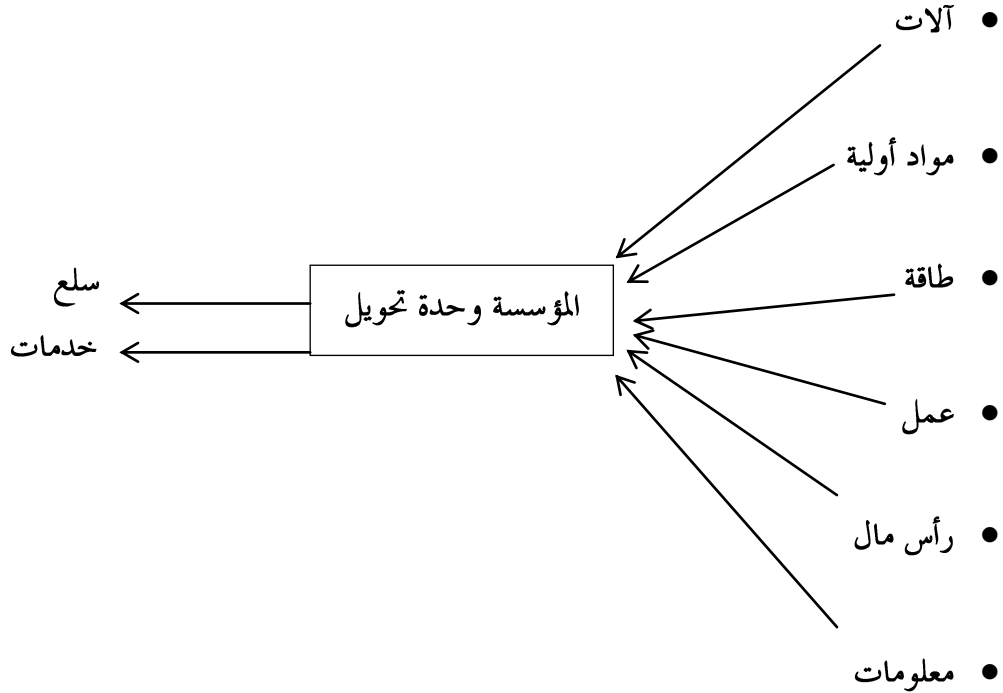 • آلات
• مواد أولية
• طاقة
المؤسسة وحدة تحويل
سلع
خدمات
• عمل
• رأس مال
• معلومات